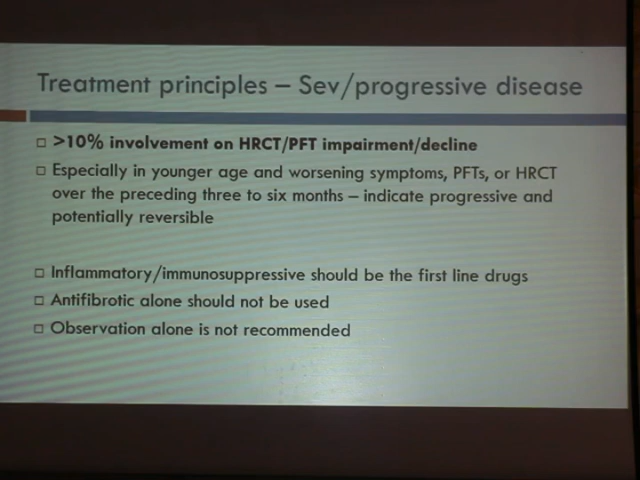 Treatment principles – Sev/progressive disease
>10% involvement on HRCT/PFT impairment/decline
Especially in younger age and worsening symptoms, PFTs, or HRCT
over the preceding three to six months – indicate progressive and
potentially reversible
Inflammatory/immunosuppressive should be the first line drugs
Antifibrotic alone should not be used
Observation alone is not recommended